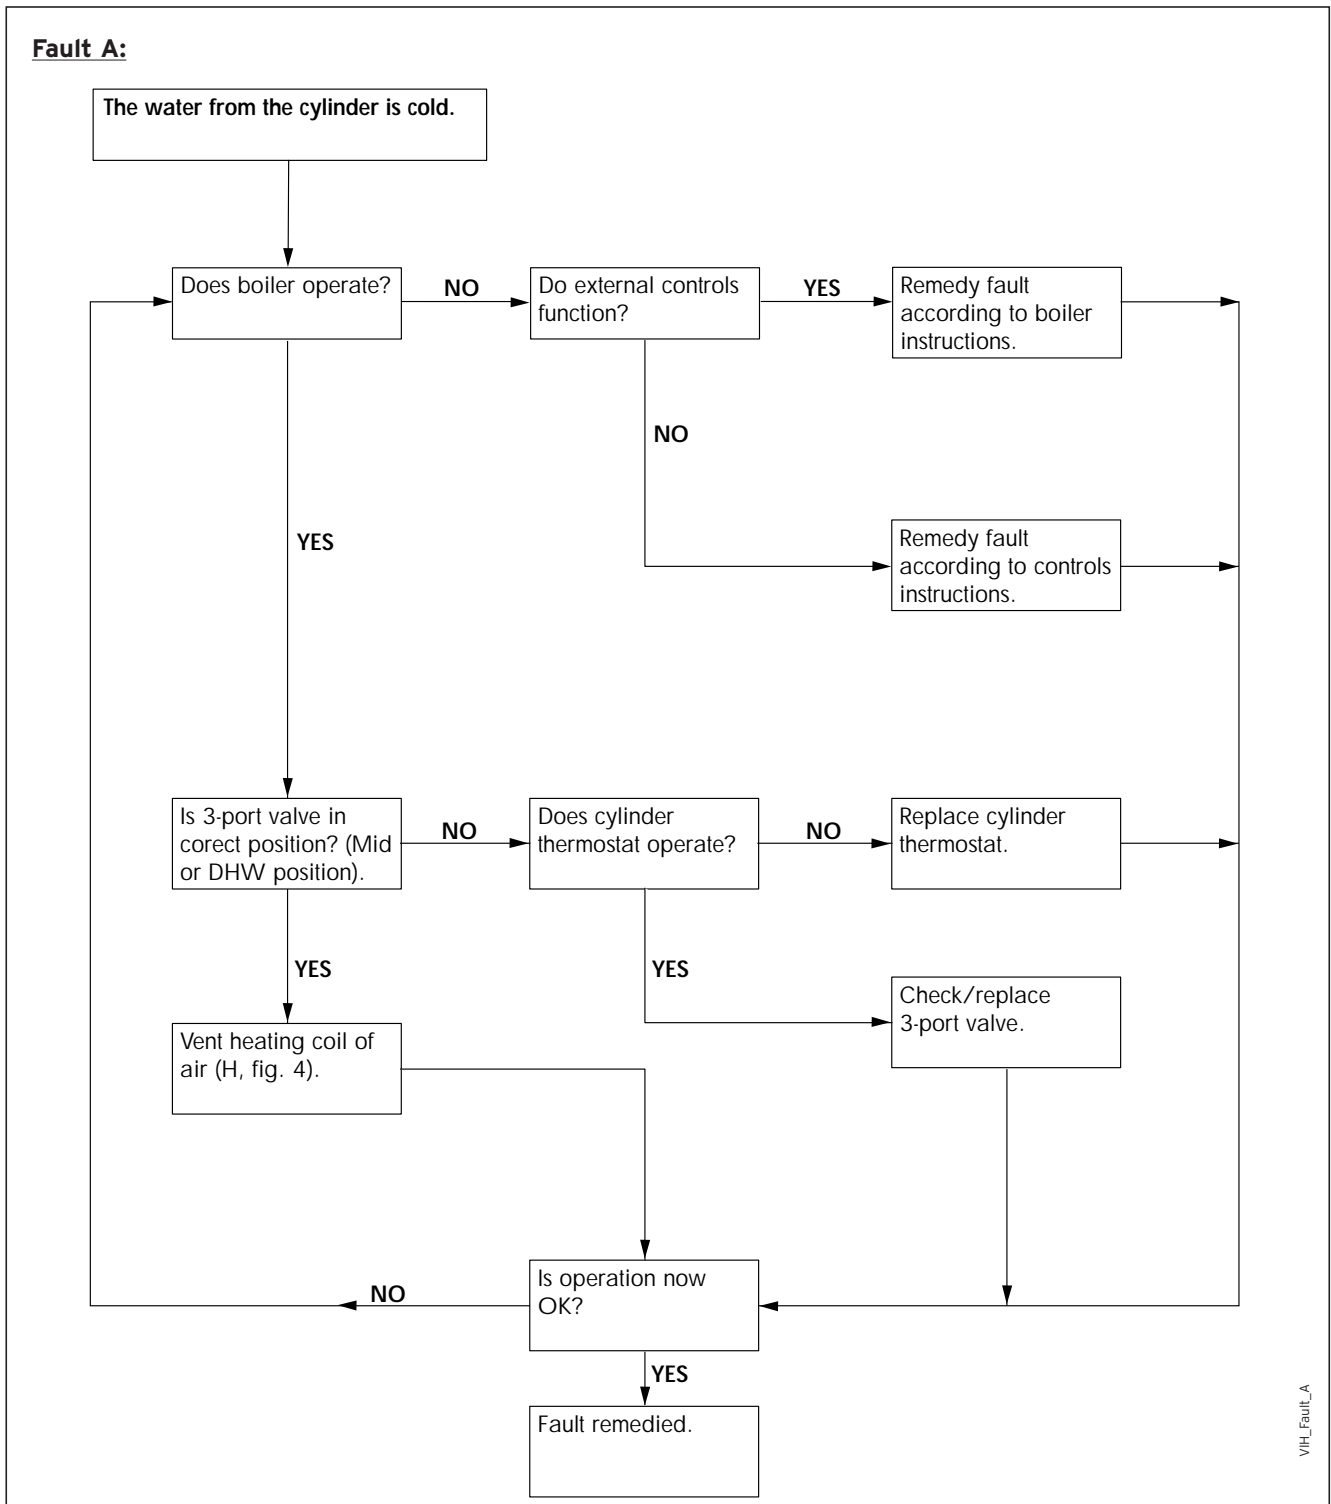 Fault A:
The water from the cylinder is cold.
Does boiler operate?
NO
Do external controls
function?
YES
Remedy fault
according to boiler
instructions.
NO
Remedy fault
according to controls
instructions.
YES
Is 3-port valve in
corect position? (Mid
or DHW position).
NO
Does cylinder
thermostat operate?
NO
Replace cylinder
thermostat.
YES
Vent heating coil of
air (H, fig. 4).
YES
Check/replace
3-port valve.
Is operation now
OK?
NO
YES
Fault remedied.
VIH_Fault_A